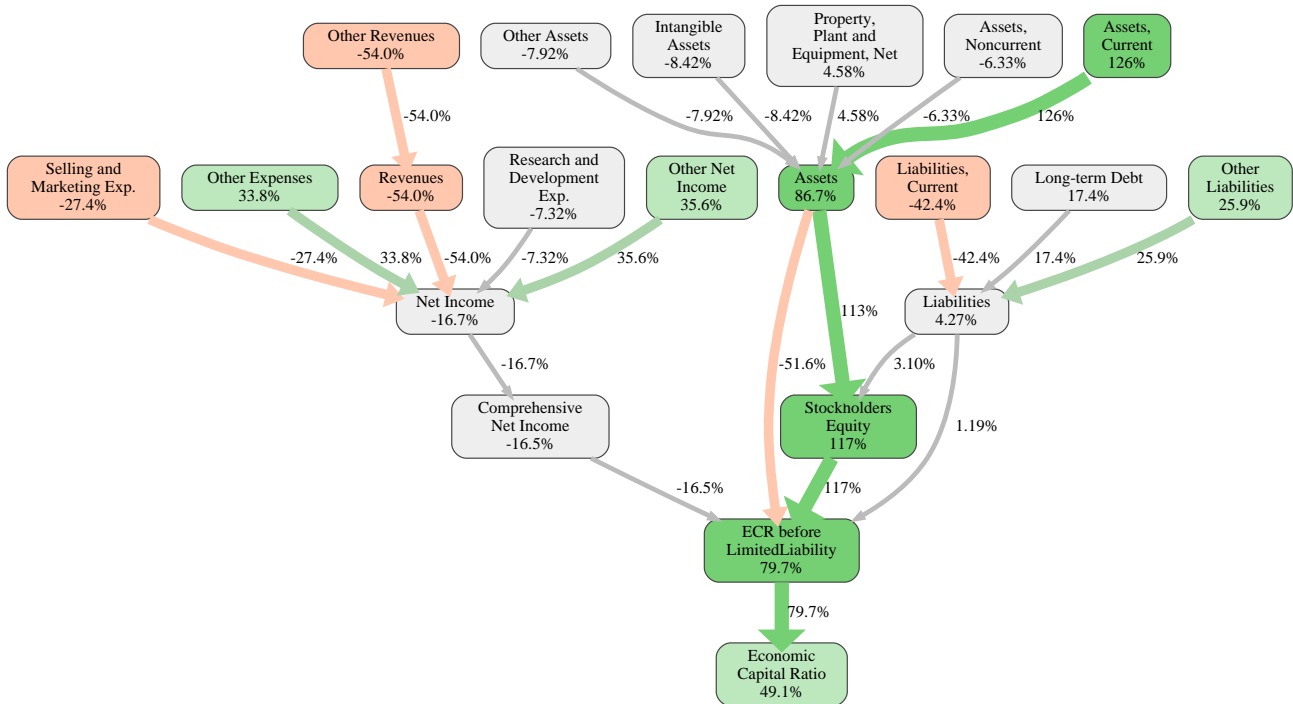 Other Revenues
-54.0%
Other Assets
-7.92%
Intangible
Assets
-8.42%
Property,
Plant and
Equipment, Net
4.58%
Assets,
Noncurrent
-6.33%
Assets,
Current
126%
-54.0%
-7.92%
-8.42%
4.58%
-6.33%
126%
Selling and
Marketing Exp.
-27.4%
Other Expenses
33.8%
Revenues
-54.0%
Research and
Development
Exp.
-7.32%
Other Net
Income
35.6%
Assets
86.7%
Liabilities,
Current
-42.4%
Long-term Debt
17.4%
Other
Liabilities
25.9%
-27.4%
33.8%
-54.0%
-7.32%
35.6%
-42.4%
17.4%
25.9%
Net Income
-16.7%
113%
Liabilities
4.27%
-16.7%
-51.6%
3.10%
Comprehensive
Net Income
-16.5%
Stockholders
Equity
117%
1.19%
-16.5%
117%
ECR before
LimitedLiability
79.7%
79.7%
Economic
Capital Ratio
49.1%